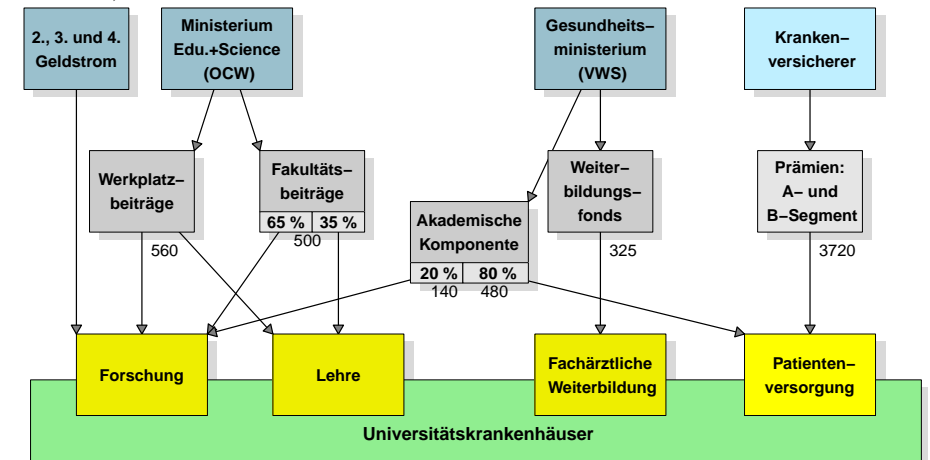 2., 3. und 4.
Geldstrom
Ministerium
Edu.+Science
(OCW)
Gesundheits–
ministerium
(VWS)
Kranken–
versicherer
Werkplatz–
beiträge
Fakultäts–
beiträge
65 % 35 %
Akademische
Komponente
20 % 80 %
Weiter–
bildungs–
fonds
Prämien:
A– und
B–Segment
560
500
140 480
325
3720
Forschung
Lehre
Fachärztliche
Weiterbildung
Patienten–
versorgung
Universitätskrankenhäuser